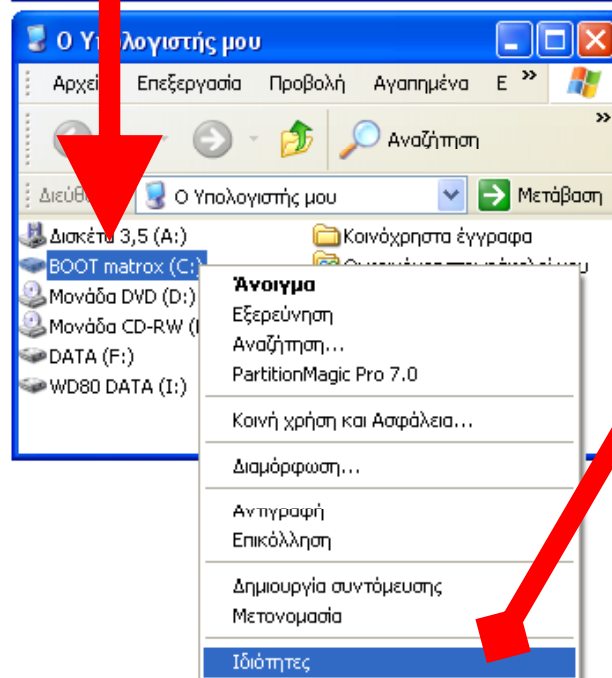 Ο Υπολογιστής μου
Αρχεί Επεξεργασία Προβολή Αγαπημένα Ε »
Αναζήτηση »
Διεύθ Ο Υπολογιστής μου Μετάβαση
Δισκέτα 3,5 (A:)
BOOT matrox (C:)
Μονάδα DVD (D:)
Μονάδα CD-RW (
DATA (F:)
WD80 DATA (I:)
Κοινόχρηστα έγγραφα
Άνοιγμα
Εξερεύνηση
Αναζήτηση...
PartitionMagic Pro 7.0
Κοινή χρήση και Ασφάλεια...
Διαμόρφωση...
Αντιγραφή
Επικόλληση
Δημιουργία συντόμευσης
Μετονομασία
Ιδιότητες